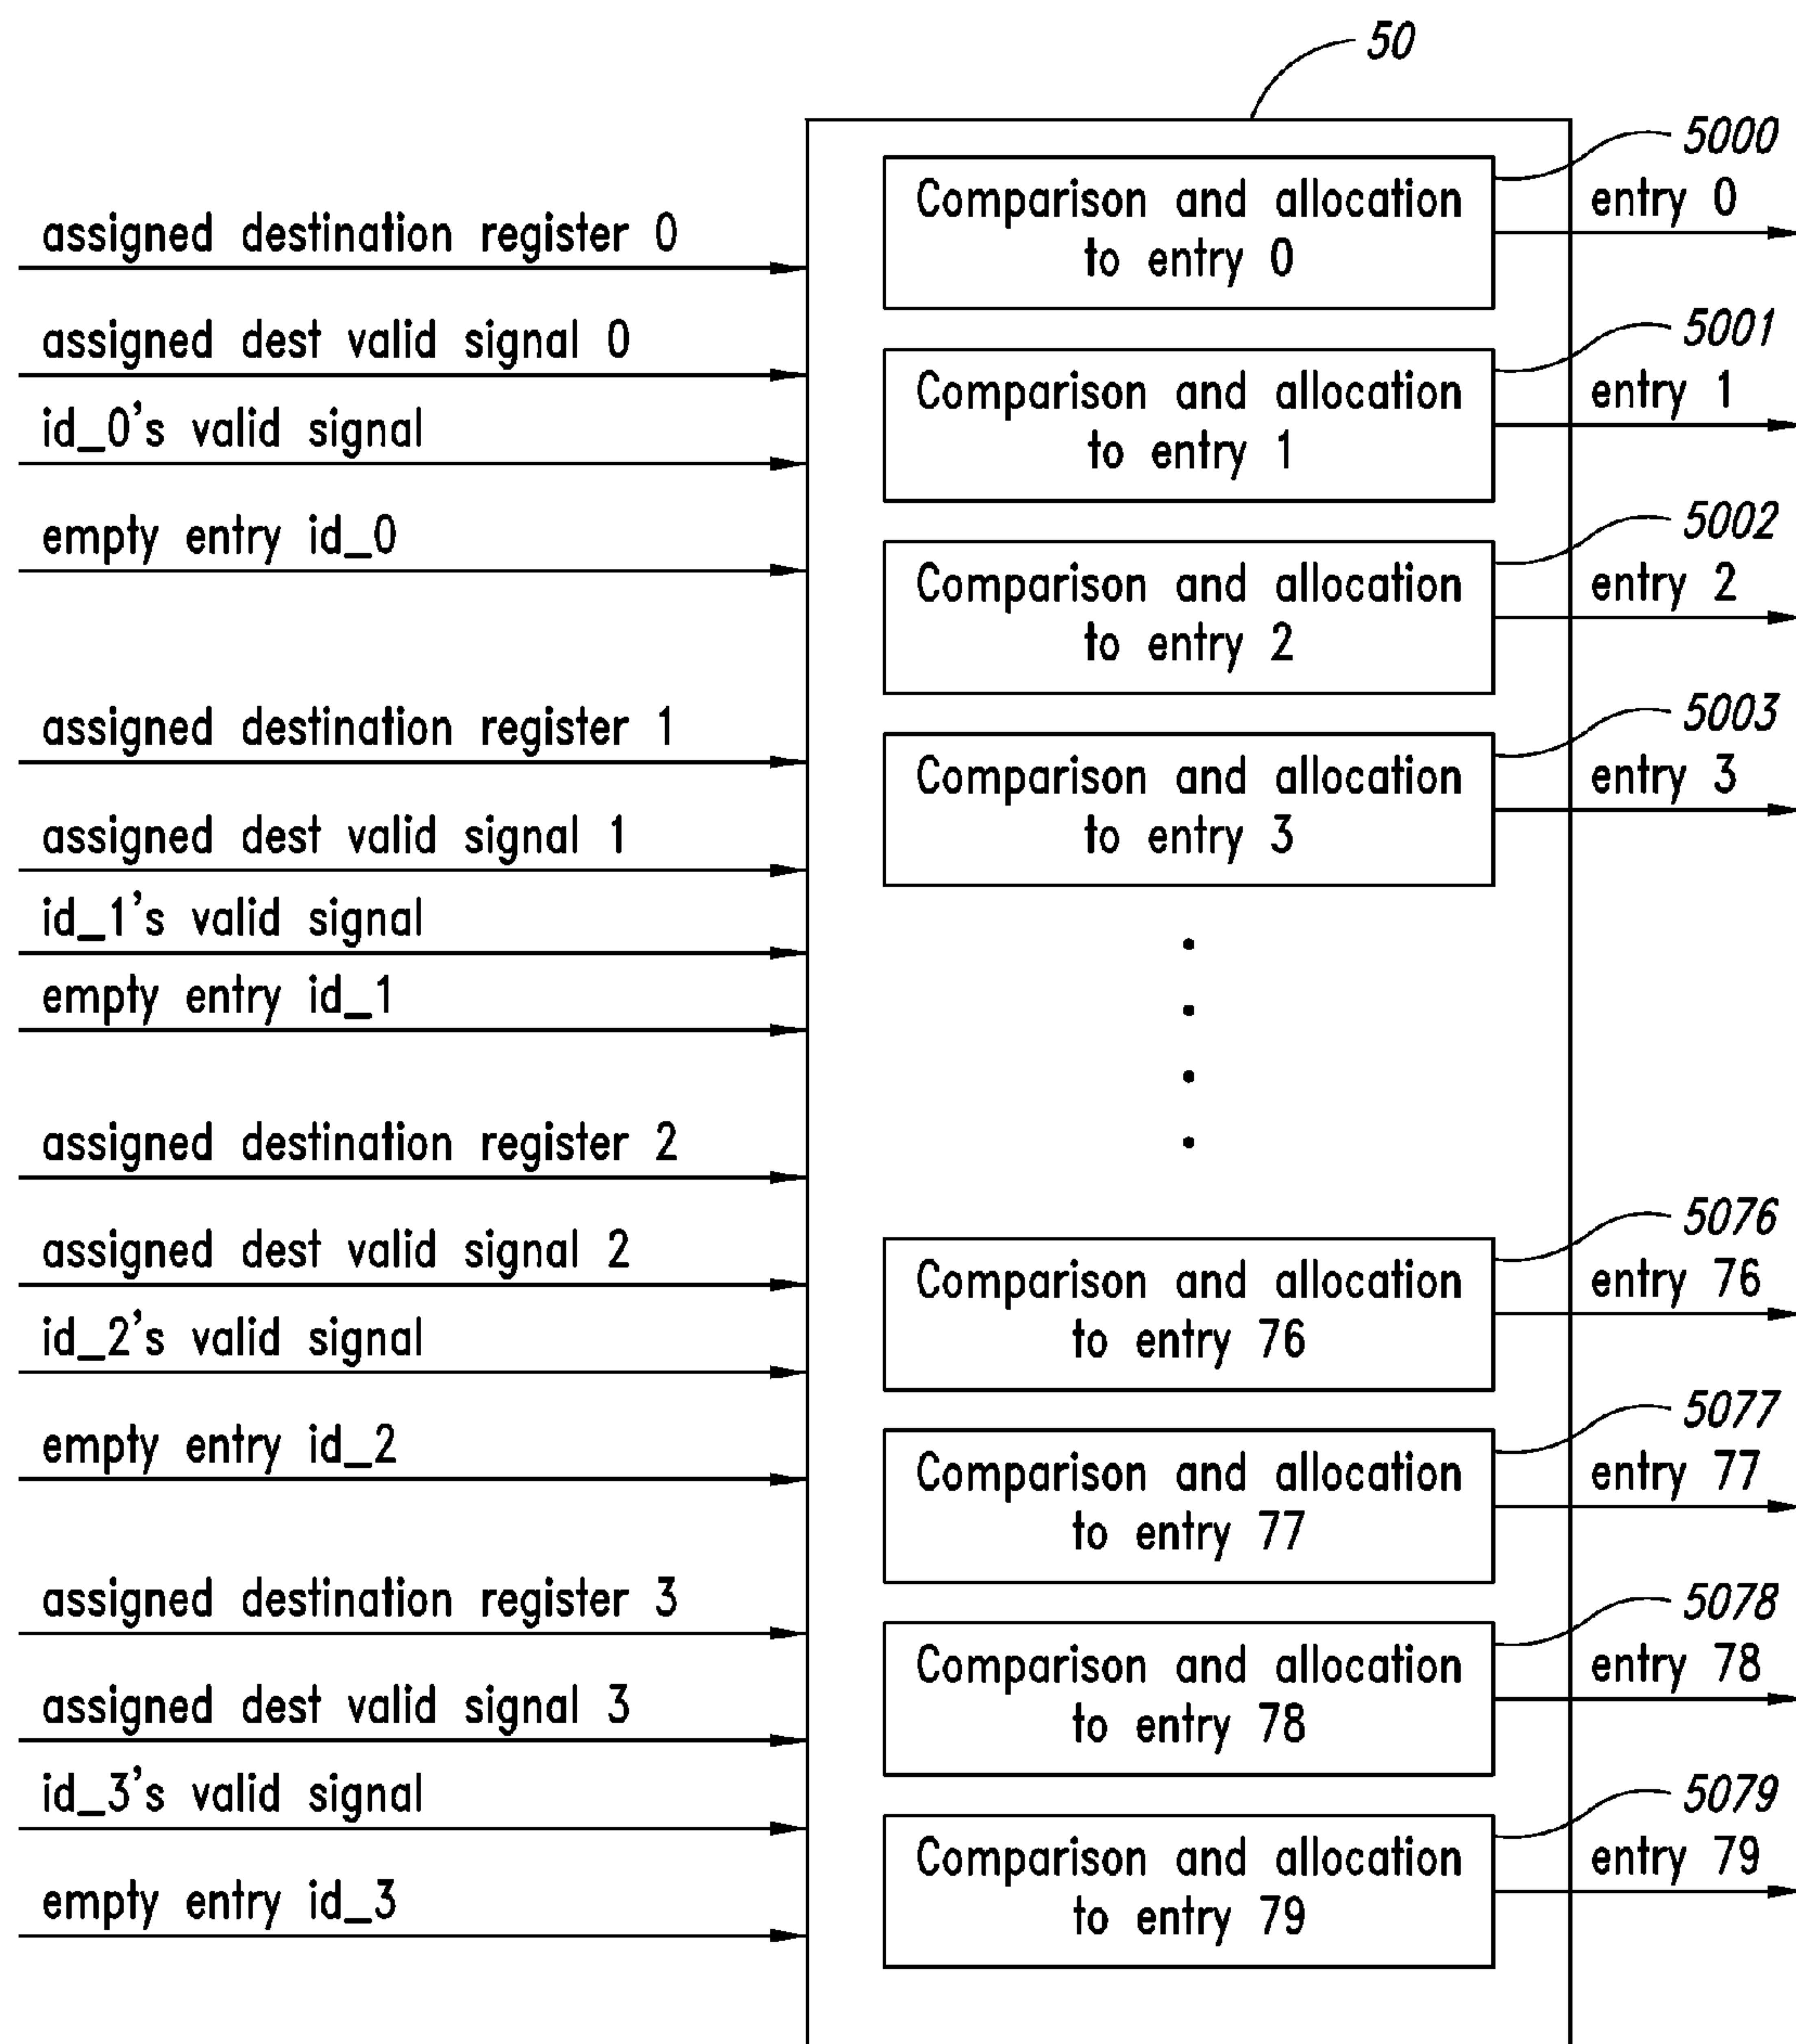 50
assigned destination register 0
assigned dest valid signal 0
id_0's valid signal
empty entry id_0
assigned destination register 1
assigned dest valid signal 1
id_1's valid signal
empty entry id_1
assigned destination register 2
assigned dest valid signal 2
id_2's valid signal
empty entry id_2
assigned destination register 3
assigned dest valid signal 3
id_3's valid signal
empty entry id_3
Comparison and allocation
to entry 0
5000
entry 0
Comparison and allocation
to entry 1
5001
entry 1
Comparison and allocation
to entry 2
5002
entry 2
Comparison and allocation
to entry 3
5003
entry 3
Comparison and allocation
to entry 76
5076
entry 76
Comparison and allocation
to entry 77
5077
entry 77
Comparison and allocation
to entry 78
5078
entry 78
Comparison and allocation
to entry 79
5079
entry 79